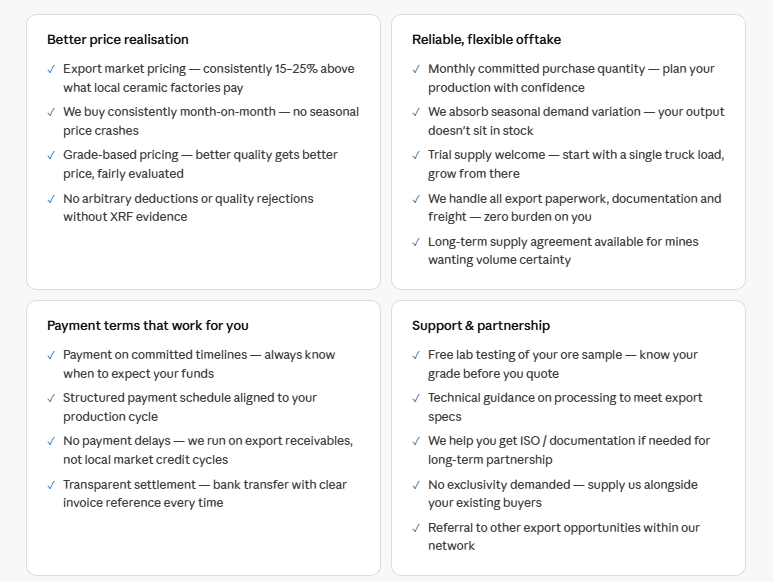 Better price realisation
✓ Export market pricing — consistently 15–25% above
what local ceramic factories pay
✓ We buy consistently month-on-month — no seasonal
price crashes
✓ Grade-based pricing — better quality gets better
price, fairly evaluated
✓ No arbitrary deductions or quality rejections
without XRF evidence
Reliable, flexible offtake
✓ Monthly committed purchase quantity — plan your
production with confidence
✓ We absorb seasonal demand variation — your output
doesn't sit in stock
✓ Trial supply welcome — start with a single truck load,
grow from there
✓ We handle all export paperwork, documentation and
freight — zero burden on you
✓ Long-term supply agreement available for mines
wanting volume certainty
Payment terms that work for you
✓ Payment on committed timelines — always know
when to expect your funds
✓ Structured payment schedule aligned to your
production cycle
✓ No payment delays — we run on export receivables,
not local market credit cycles
✓ Transparent settlement — bank transfer with clear
invoice reference every time
Support & partnership
✓ Free lab testing of your ore sample — know your
grade before you quote
✓ Technical guidance on processing to meet export
specs
✓ We help you get ISO / documentation if needed for
long-term partnership
✓ No exclusivity demanded — supply us alongside
your existing buyers
✓ Referral to other export opportunities within our
network